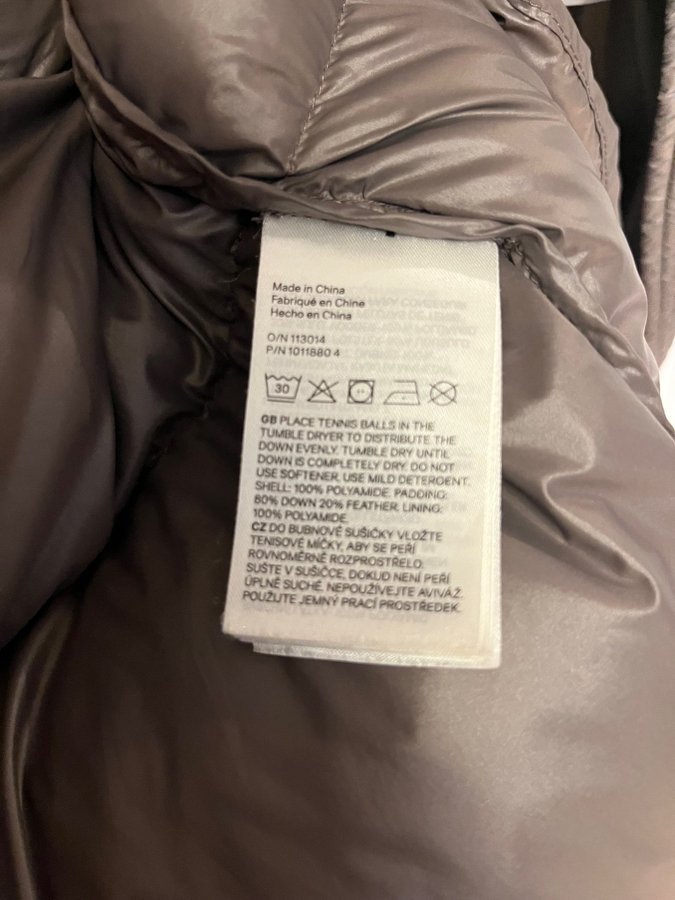 Made in China
Fabriqué en Chine
Hecho en China
O/N 113014
P/N 1011880 4
30
GB PLACE TENNIS BALLS IN THE
TUMBLE DRYER TO DISTRIBUTE THE
DOWN EVENLY. TUMBLE DRY UNTIL
DOWN IS COMPLETELY DRY. DO NOT
USE SOFTENER, USE MILD DETERGENT.
SHELL: 100% POLYAMIDE. PADDING:
80% DOWN 20% FEATHER. LINING:
100% POLYAMIDE.
CZ DO BUBNOVÉ SUŠIČKY VLOŽTE
TENISOVÉ MÍČKY, ABY SE PEŘÍ
ROVNOMĚRNĚ ROZPROSTŘELO.
SUŠTE V SUŠIČCE, DOKUD NENÍ PEŘÍ
ÚPLNĚ SUCHÉ. NEPOUŽÍVEJTE AVIVÁŽ.
POUŽIJTE JEMNÝ PRACÍ PROSTŘEDEK.